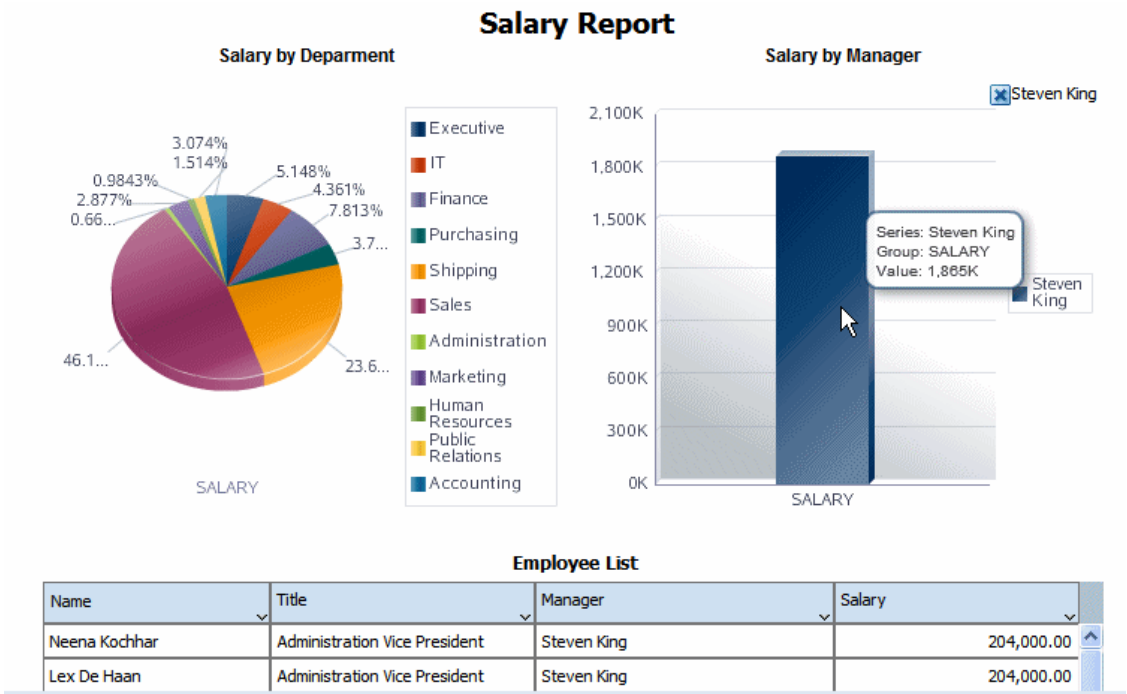 Salary Report
Salary by Deparment
3.074%
1.514%
0.9843%
2.877%
0.66...
5.148%
4.361%
7.813%
3.7...
46.1...
23.6...
SALARY
Executive
IT
Finance
Purchasing
Shipping
Sales
Administration
Marketing
Human
Resources
Public
Relations
Accounting
Salary by Manager
Steven King
2,100K
1,800K
1,500K
1,200K
900K
600K
300K
0K
Series: Steven King
Group: SALARY
Value: 1,865K
Steven
King
SALARY
Employee List
Name Title Manager Salary
Neena Kochhar Administration Vice President Steven King 204,000.00
Lex De Haan Administration Vice President Steven King 204,000.00